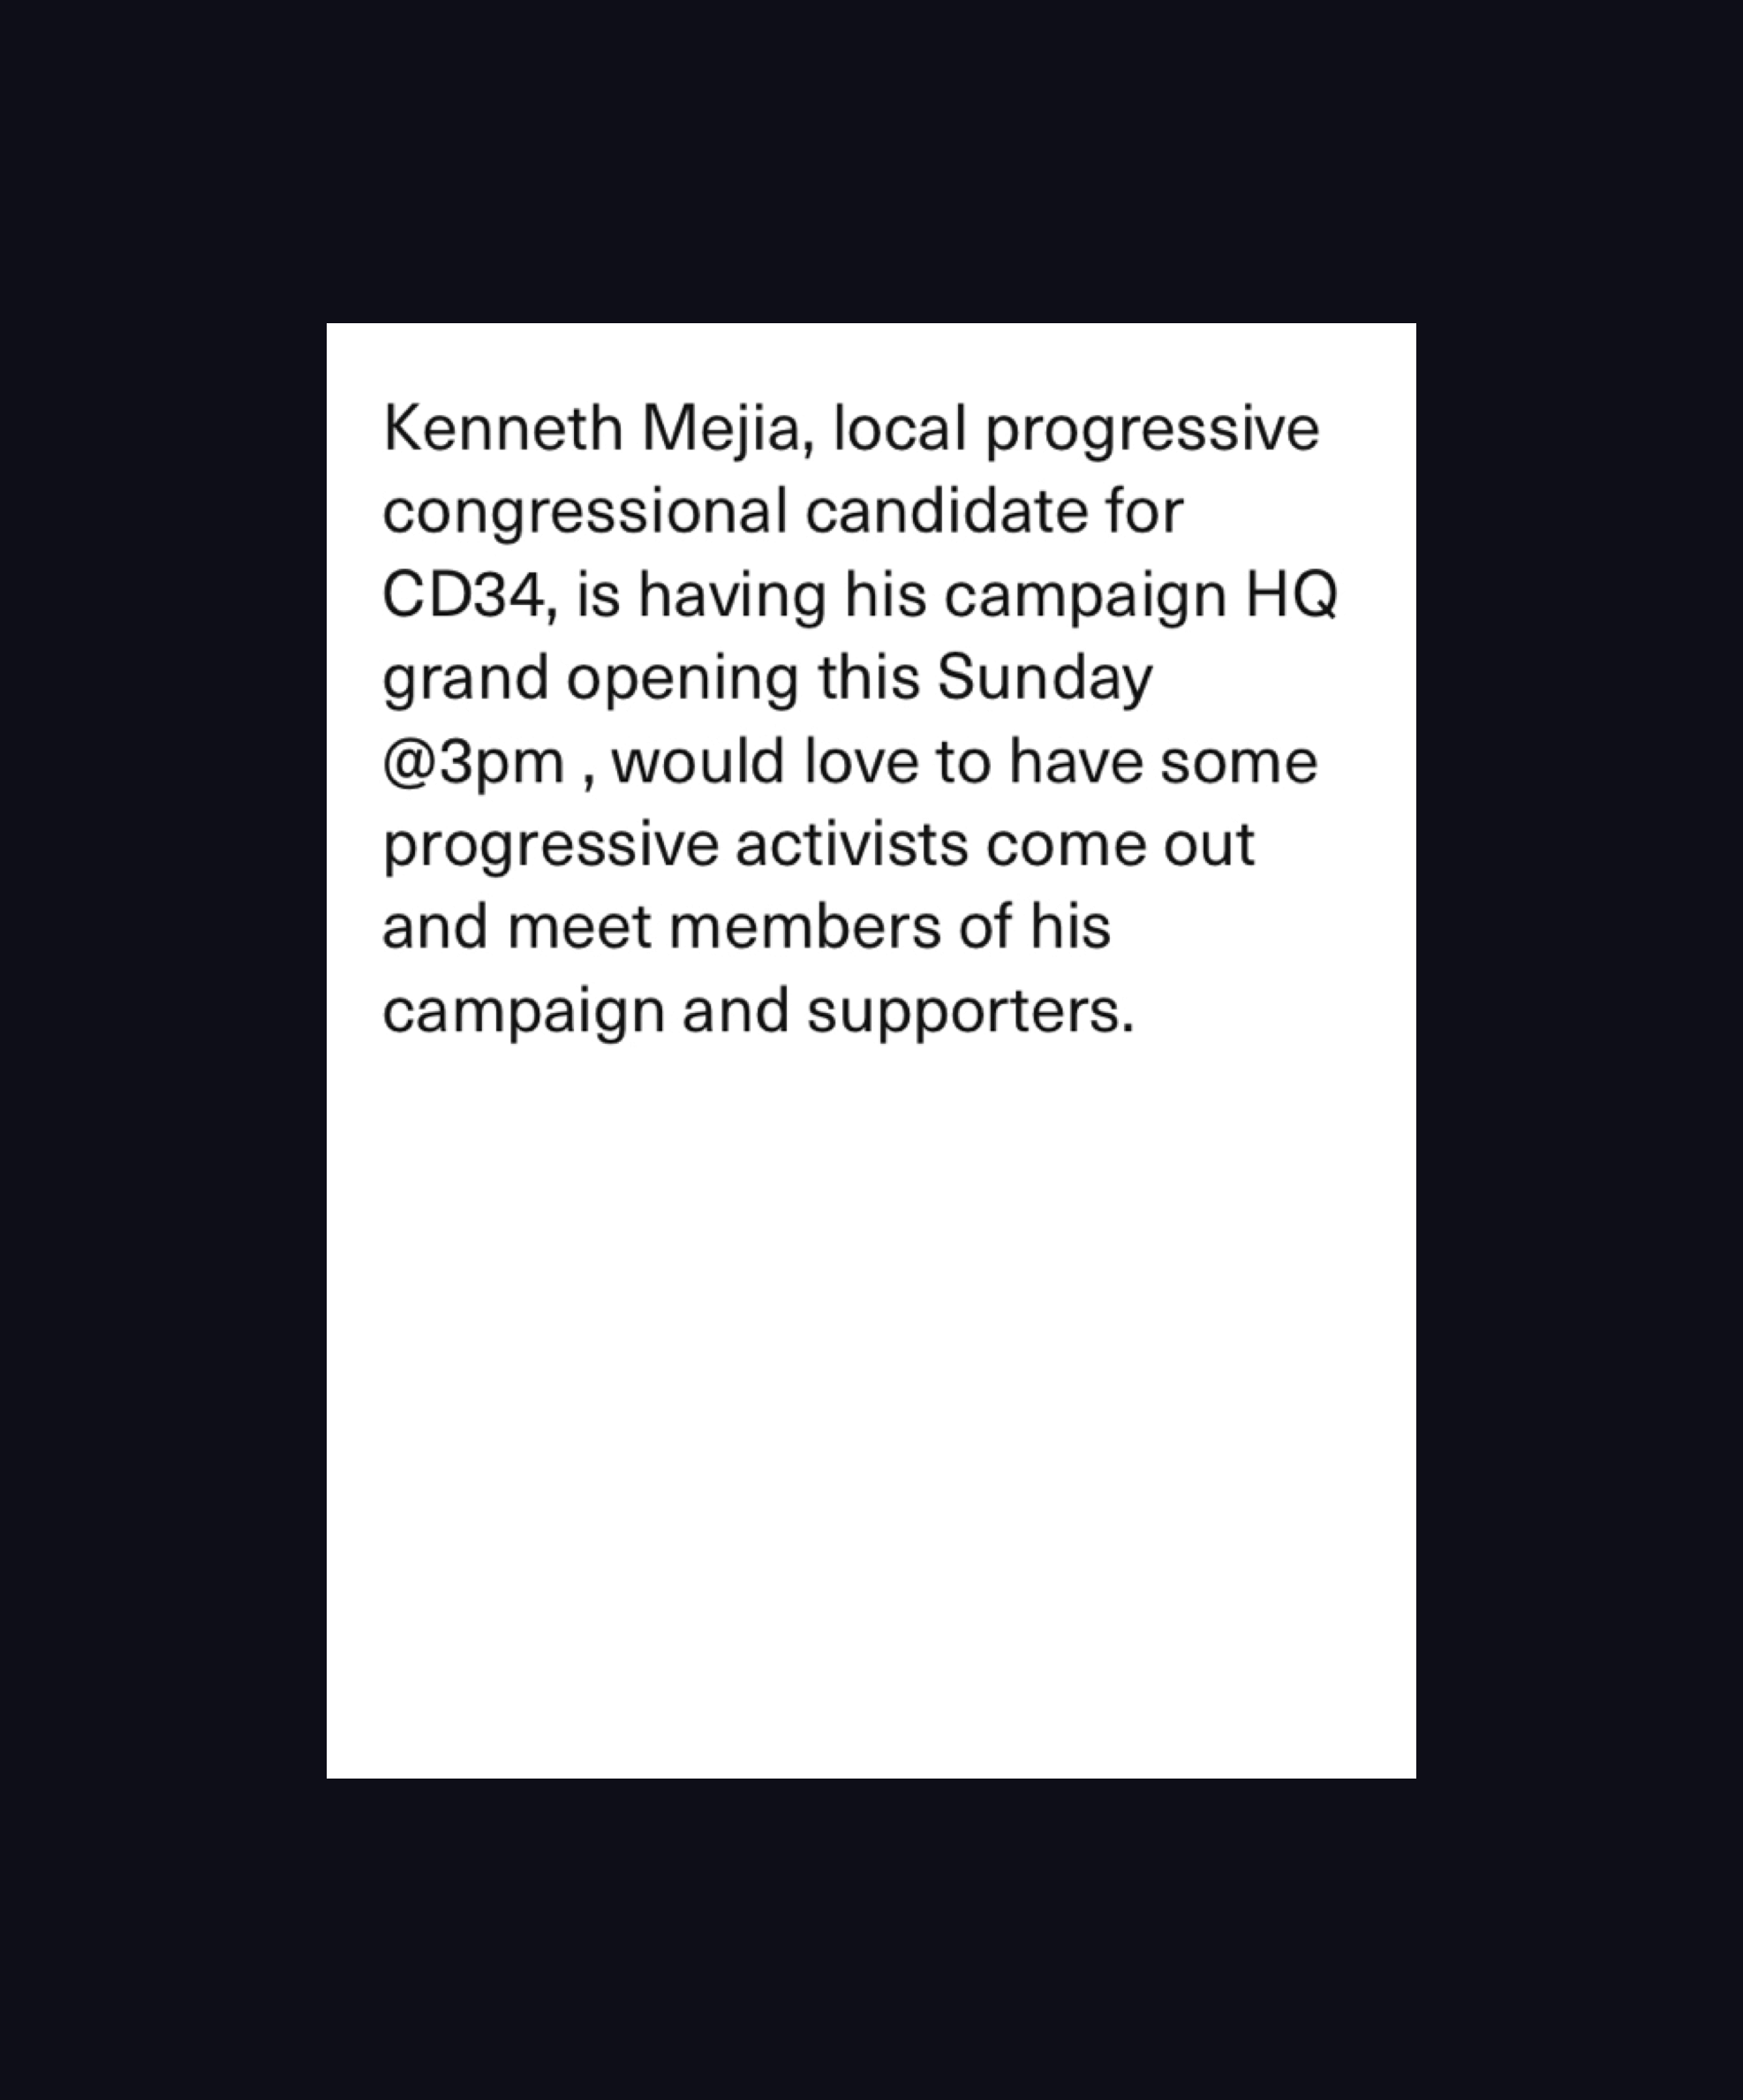 Kenneth Mejia, local progressive
congressional candidate for
CD34, is having his campaign HQ
grand opening this Sunday
@3pm , would love to have some
progressive activists come out
and meet members of his
campaign and supporters.